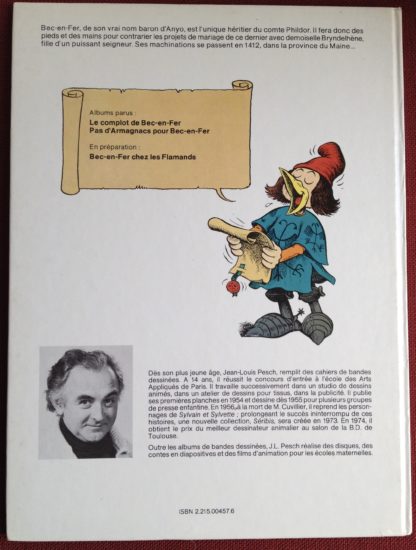 Bec-en-Fer, de son vrai nom baron d'Anyo, est l'unique héritier du comte Phildor. Il fera donc des
pieds et des mains pour contrarier les projets de mariage de ce dernier avec demoiselle Bryndelhène,
fille d'un puissant seigneur. Ses machinations se passent en 1412, dans la province du Maine...
Albums parus :
Le complot de Bec-en-Fer
Pas d'Armagnacs pour Bec-en-Fer
En préparation :
Bec-en-Fer chez les Flamands
Dès son plus jeune âge, Jean-Louis Pesch, remplit des cahiers de bandes
dessinées. A 14 ans, il réussit le concours d'entrée à l'école des Arts
Appliqués de Paris. Il travaille successivement dans un studio de dessins
animés, dans un atelier de dessins pour tissus, dans la publicité. Il publie
ses premières planches en 1954 et dessine dès 1955 pour plusieurs groupes
de presse enfantine. En 1956, à la mort de M. Cuvillier, il reprend les person-
nages de Sylvain et Sylvette ; prolongeant le succès ininterrompu de ces
histoires, une nouvelle collection, Séribis, sera créée en 1973. En 1974, il
obtient le prix du meilleur dessinateur animalier au salon de la B.D. de
Toulouse.
Outre les albums de bandes dessinées, J.L. Pesch réalise des disques, des
contes en diapositives et des films d'animation pour les écoles maternelles.
ISBN 2.215.00457.6